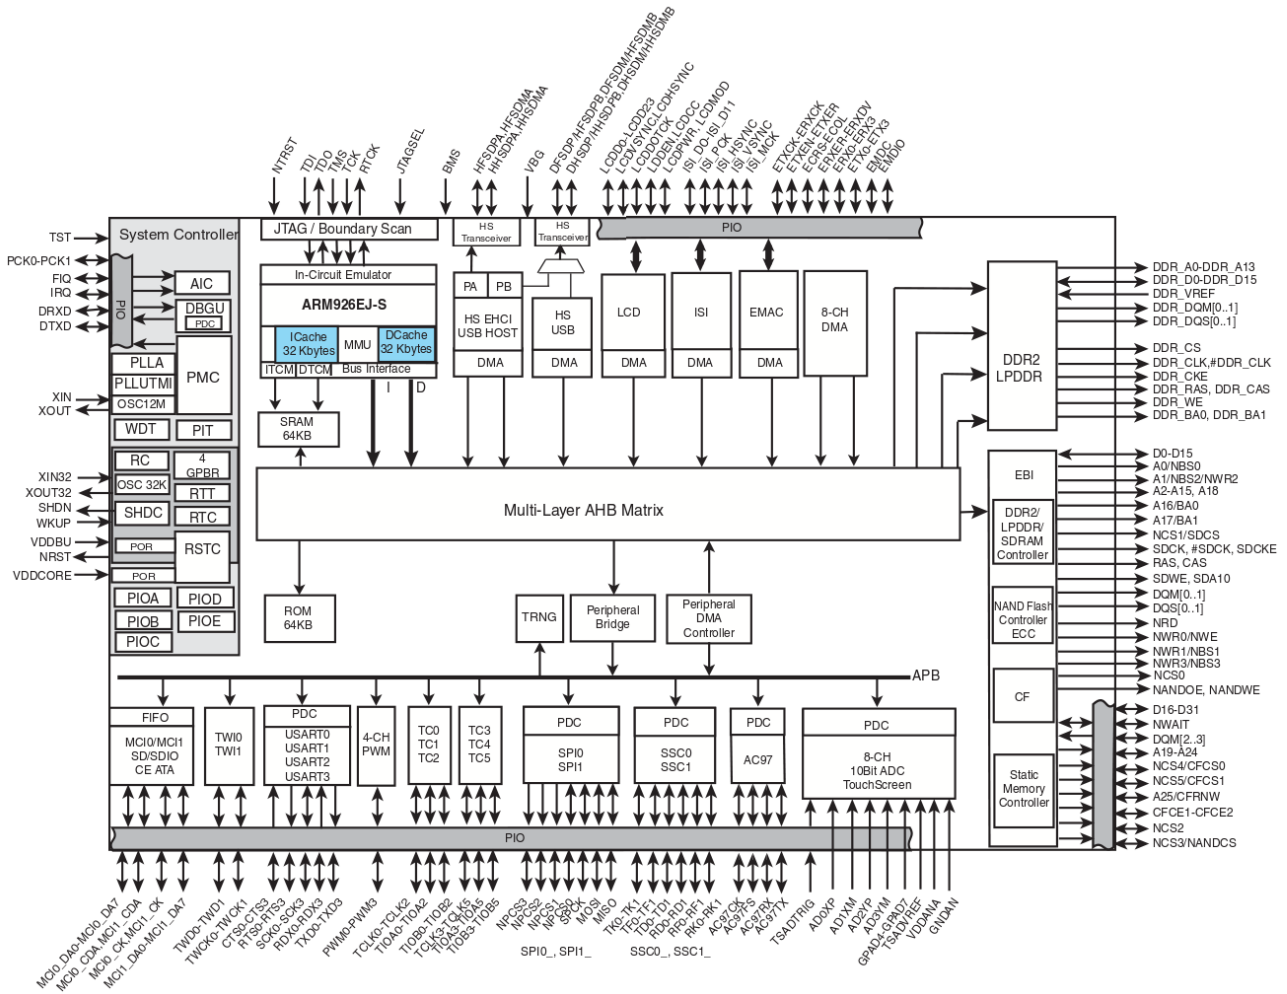 HFSDPA,HFSDMA
HHSDPA,HHSDMA
DFSDP/HFSDPB,DFSDM/HFSDMB
DHSDP/HHSDPB,DHSDM/HHSDMB
NTRST
TDI
TDO
TMS
TCK
RTCK
JTAGSEL
BMS
VBG
LCDD0-LCDD23
LCDVSYNC,LCDHSYNC
LCDDOTCK
LDDEN,LCDCC
LCDPWR, LCDMOD
ISI_DO-ISI_D11
ISI_PCK
ISI_HSYNC
ISI_VSYNC
ISI_MCK
ETXCK-ERXCK
ETXEN-ETXER
ECRS-ECOL
ERXER-ERXDV
ERX0-ERX3
ETX0-ETX3
EMDC
EMDIO
TST
PCK0-PCK1
FIQ
IRQ
DRXD
DTXD
XIN
XOUT
XIN32
XOUT32
SHDN
WKUP
VDDBU
NRST
VDDCORE
System Controller
PIO
AIC
DBGU
PDC
PLLA
PLLUTMI
OSC12M
PMC
WDT
PIT
RC
4
GPBR
OSC 32K
RTT
SHDC
RTC
POR
RSTC
POR
PIOA
PIOD
PIOB
PIOE
PIOC
JTAG / Boundary Scan
In-Circuit Emulator
ARM926EJ-S
ICache
32 Kbytes
MMU
DCache
32 Kbytes
ITCM
DTCM
Bus Interface
I
D
SRAM
64KB
HS
Transceiver
HS
Transceiver
PA
PB
HS EHCI
USB HOST
DMA
HS
USB
DMA
PIO
LCD
DMA
ISI
DMA
EMAC
DMA
8-CH
DMA
DDR2
LPDDR
Multi-Layer AHB Matrix
ROM
64KB
TRNG
Peripheral
Bridge
Peripheral
DMA
Controller
APB
EBI
DDR2/
LPDDR/
SDRAM
Controller
NAND Flash
Controller
ECC
CF
Static
Memory
Controller
DDR_A0-DDR_A13
DDR_D0-DDR_D15
DDR_VREF
DDR_DQM[0..1]
DDR_DQS[0..1]
DDR_CS
DDR_CLK,#DDR_CLK
DDR_CKE
DDR_RAS, DDR_CAS
DDR_WE
DDR_BA0, DDR_BA1
D0-D15
A0/NBS0
A1/NBS2/NWR2
A2-A15, A18
A16/BA0
A17/BA1
NCS1/SDCS
SDCK, #SDCK, SDCKE
RAS, CAS
SDWE, SDA10
DQM[0..1]
DQS[0..1]
NRD
NWR0/NWE
NWR1/NBS1
NWR3/NBS3
NCS0
NANDOE, NANDWE
D16-D31
NWAIT
DQM[2..3]
A19-A24
NCS4/CFCS0
NCS5/CFCS1
A25/CFRNW
CFCE1-CFCE2
NCS2
NCS3/NANDCS
FIFO
MCI0/MCI1
SD/SDIO
CE ATA
TWI0
TWI1
PDC
USART0
USART1
USART2
USART3
4-CH
PWM
TC0
TC1
TC2
TC3
TC4
TC5
PDC
SPI0
SPI1
PDC
SSC0
SSC1
PDC
AC97
PDC
8-CH
10Bit ADC
TouchScreen
PIO
MCI0_DA0-MCI0_DA7
MCI0_CDA,MCI1_CDA
MCI0_CK,MCI1_CK
MCI1_DA0-MCI1_DA7
TWD0-TWD1
TWCK0-TWCK1
CTS0-CTS3
RTS0-RTS3
SCK0-SCK3
RDX0-RDX3
TXD0-TXD3
PWM0-PWM3
TCLK0-TCLK2
TIOA0-TIOA2
TIOB0-TIOB2
TCLK3-TCLK5
TIOA3-TIOA5
TIOB3-TIOB5
NPCS3
NPCS2
NPCS1
NPCS0
SPCK
MOSI
MISO
SPI0_, SPI1_
TK0-TK1
TF0-TF1
TD0-TD1
RD0-RD1
RF0-RF1
RK0-RK1
SSC0_, SSC1_
AC97CK
AC97FS
AC97RX
AC97TX
TSADTRIG
AD0XP
AD1XM
AD2YP
AD3YM
GPAD4-GPAD7
TSADVREF
VDDANA
GNDAN